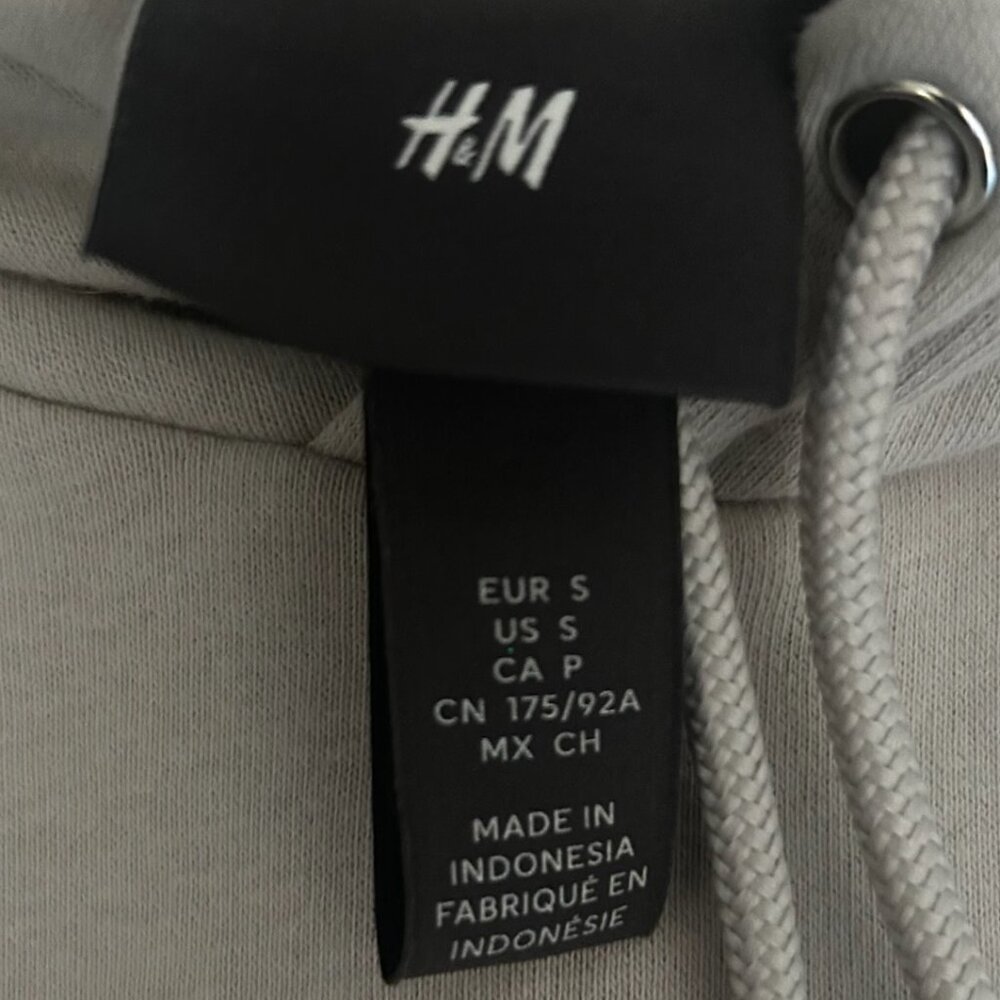 H&M
EUR S
US S
CA P
CN 175/92A
MX CH
MADE IN
INDONESIA
FABRIQUÉ EN
INDONÉSIE